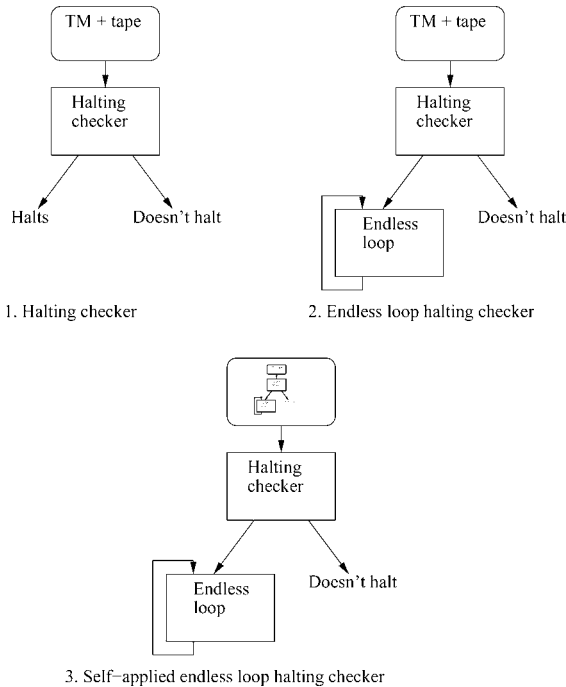 TM + tape
TM + tape
Halting
checker
Halting
checker
Halts
Doesn't halt
Endless
loop
Doesn't halt
1. Halting checker
2. Endless loop halting checker
Halting
checker
Endless
loop
Doesn't halt
3. Self−applied endless loop halting checker